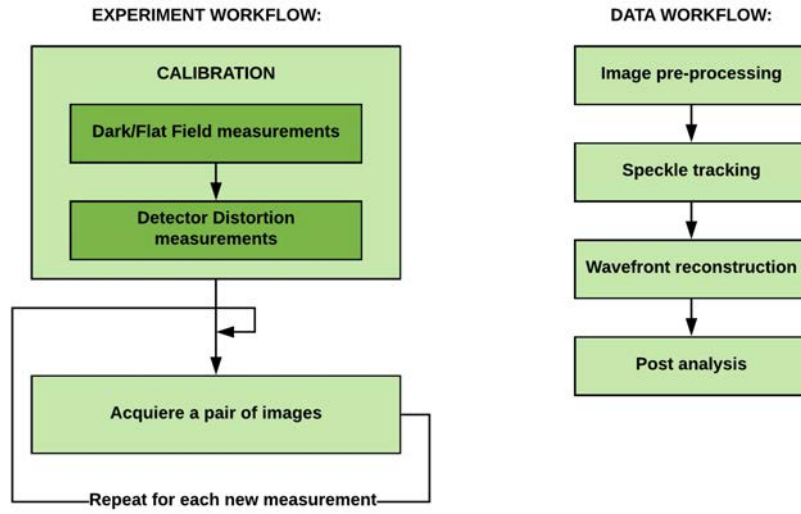 EXPERIMENT WORKFLOW:
CALIBRATION
Dark/Flat Field measurements
Detector Distortion
measurements
Acquiere a pair of images
Repeat for each new measurement
DATA WORKFLOW:
Image pre-processing
Speckle tracking
Wavefront reconstruction
Post analysis